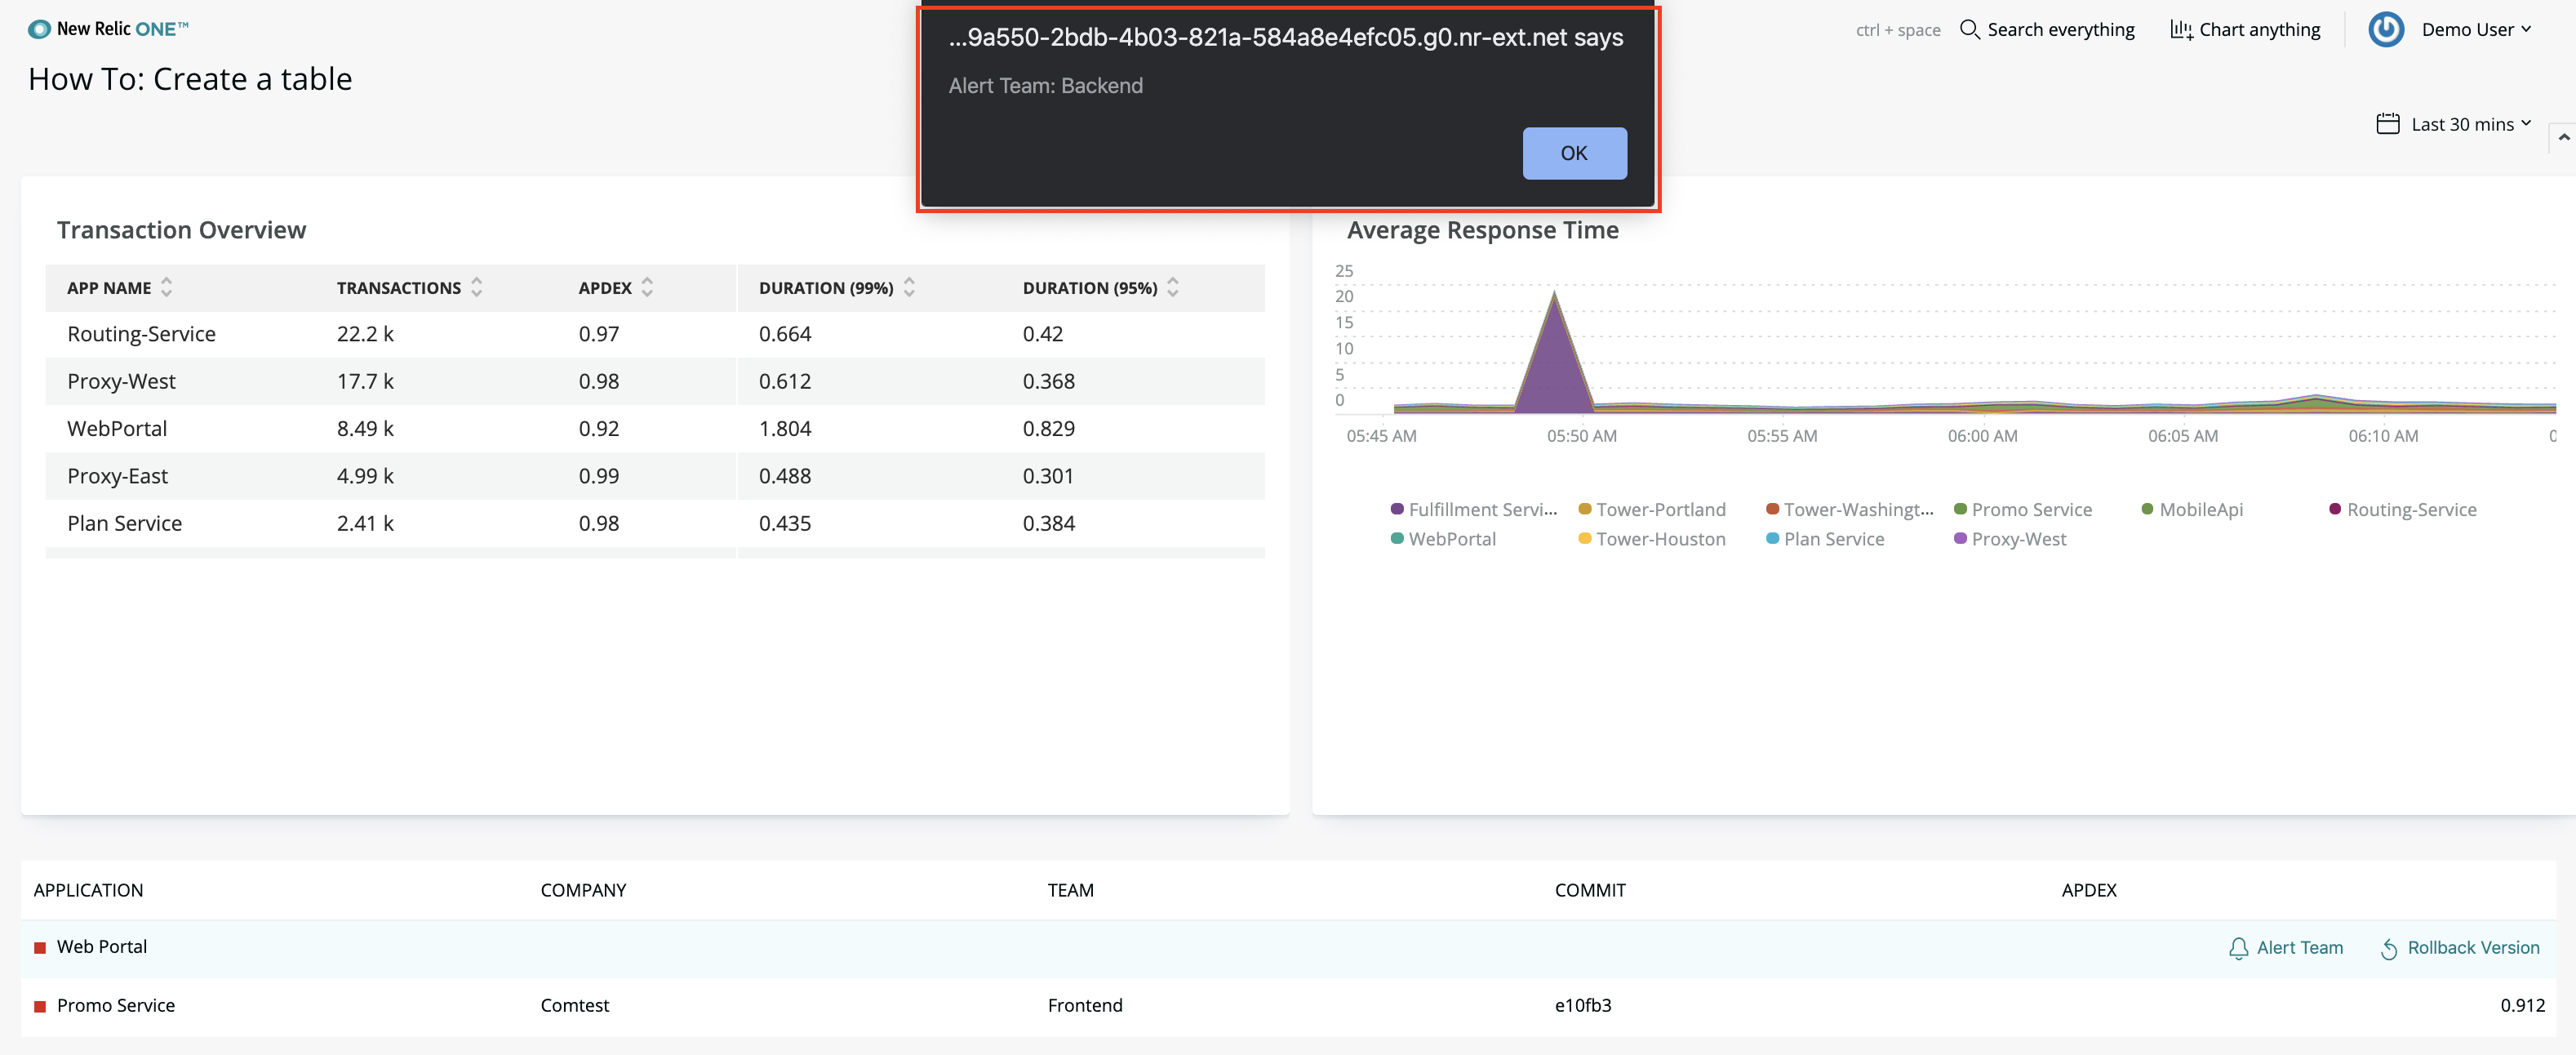 New Relic ONE™
...9a550-2bdb-4b03-821a-584a8e4efc05.g0.nr-ext.net says
ctrl + space Search everything Chart anything Demo User
How To: Create a table
Alert Team: Backend
Last 30 mins
OK
Transaction Overview
APP NAME TRANSACTIONS APDEX DURATION (99%) DURATION (95%)
Routing-Service 22.2 k 0.97 0.664 0.42
Proxy-West 17.7 k 0.98 0.612 0.368
WebPortal 8.49 k 0.92 1.804 0.829
Proxy-East 4.99 k 0.99 0.488 0.301
Plan Service 2.41 k 0.98 0.435 0.384
Average Response Time
25
20
15
10
5
0
05:45 AM 05:50 AM 05:55 AM 06:00 AM 06:05 AM 06:10 AM 0
Fulfillment Servi... Tower-Portland Tower-Washingt... Promo Service MobileApi Routing-Service
WebPortal Tower-Houston Plan Service Proxy-West
APPLICATION COMPANY TEAM COMMIT APDEX
Web Portal Alert Team Rollback Version
Promo Service Comtest Frontend e10fb3 0.912